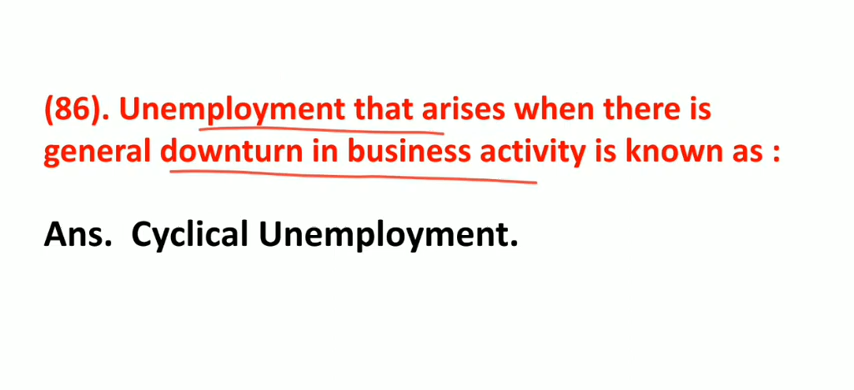 (86). Unemployment that arises when there is
general downturn in business activity is known as :
Ans. Cyclical Unemployment.